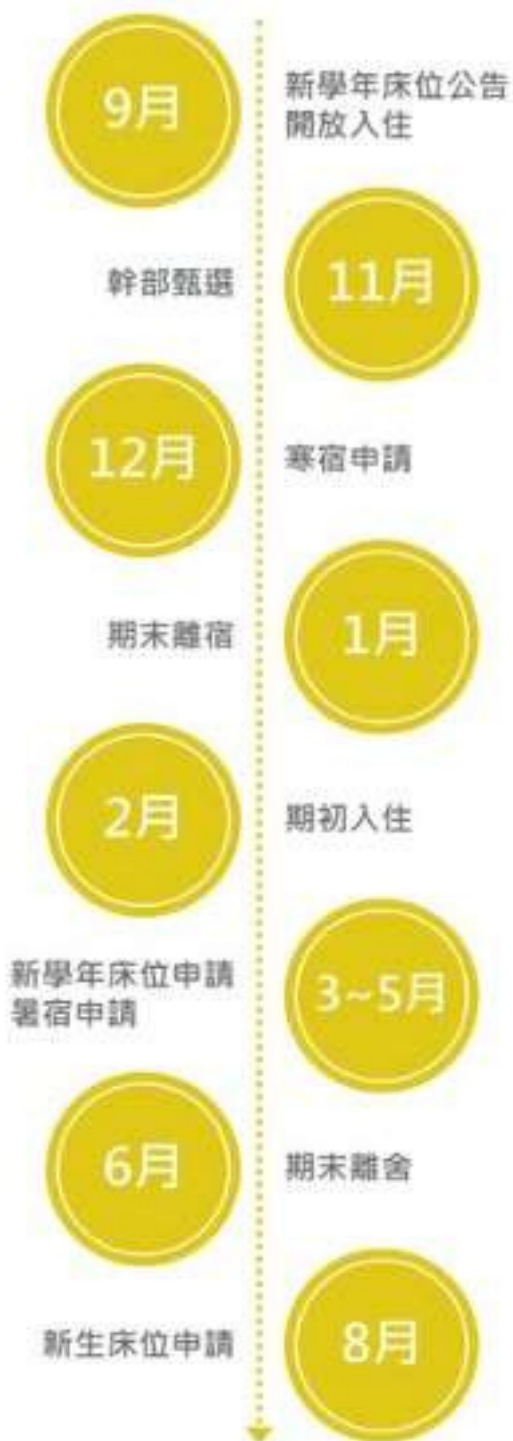 9月
新學年床位公告
開放入住
幹部甄選
11月
12月
寒宿申請
期末離宿
1月
2月
期初入住
新學年床位申請
暑宿申請
3~5月
6月
期末離舍
新生床位申請
8月